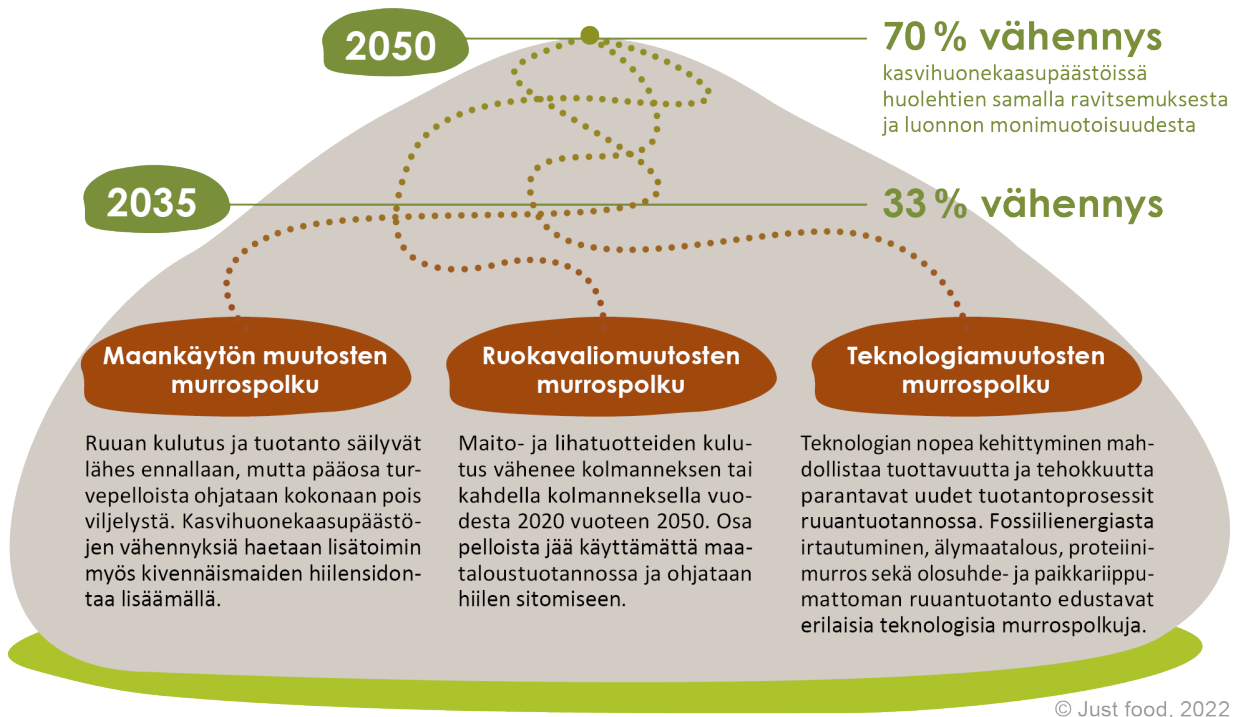 2050
70 % vähennys
kasvihuonekaasupäästöissä
huolehtien samalla ravitsemuksesta
ja luonnon monimuotoisuudesta
2035
33 % vähennys
Maankäytön muutosten
murrospolku
Ruuan kulutus ja tuotanto säilyvät
lähes ennallaan, mutta pääosa tur-
vepelloista ohjataan kokonaan pois
viljelystä. Kasvihuonekaasupäästö-
jen vähennyksiä haetaan lisätoimin
myös kivennäismaiden hiilensidon-
taa lisäämällä.
Ruokavaliomuutosten
murrospolku
Maito- ja lihatuotteiden kulu-
tus vähenee kolmanneksen tai
kahdella kolmanneksella vuo-
desta 2020 vuoteen 2050. Osa
pelloista jää käyttämättä maa-
taloustuotannossa ja ohjataan
hiilen sitomiseen.
Teknologiamuutosten
murrospolku
Teknologian nopea kehittyminen mah-
dollistaa tuottavuutta ja tehokkuutta
parantavat uudet tuotantoprosessit
ruuantuotannossa. Fossiilienergiasta
irtautuminen, älymaatalous, proteiini-
murros sekä olosuhde- ja paikkariippu-
mattoman ruuantuotanto edustavat
erilaisia teknologisia murrospolkuja.
© Just food. 2022